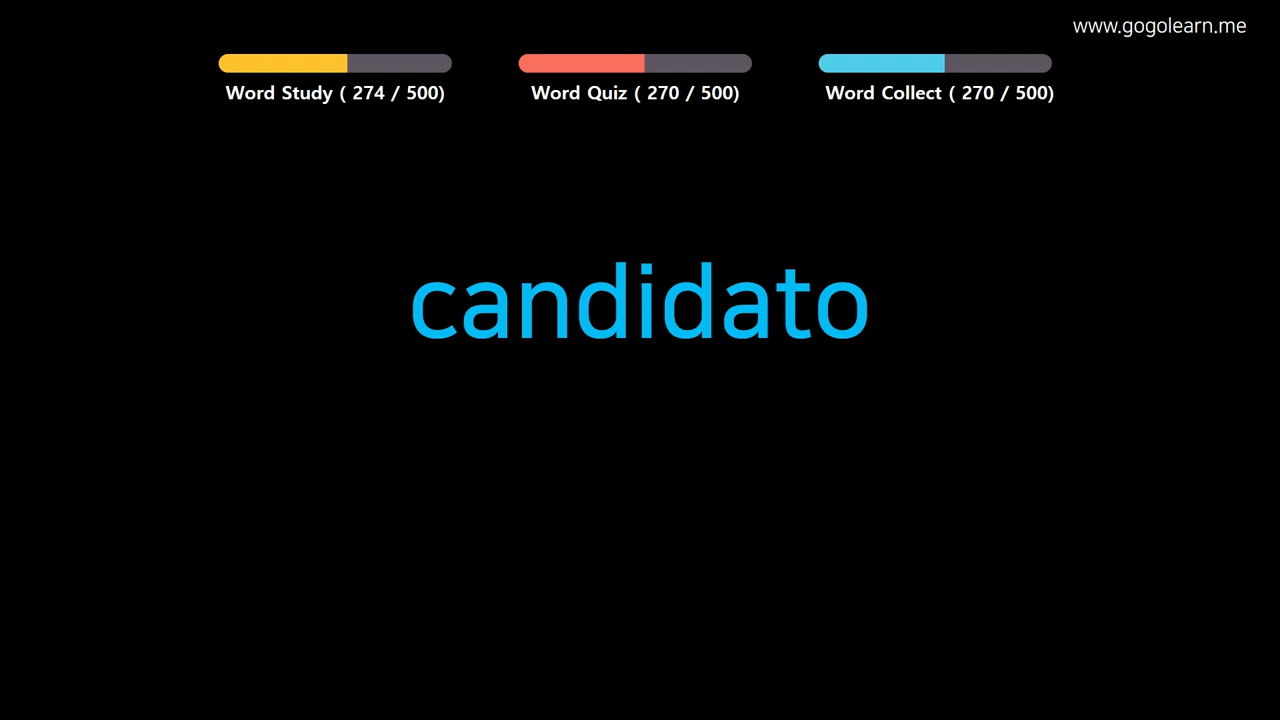 www.gogolearn.me
Word Study ( 274 / 500)
Word Quiz ( 270 / 500)
Word Collect ( 270 / 500)
candidato